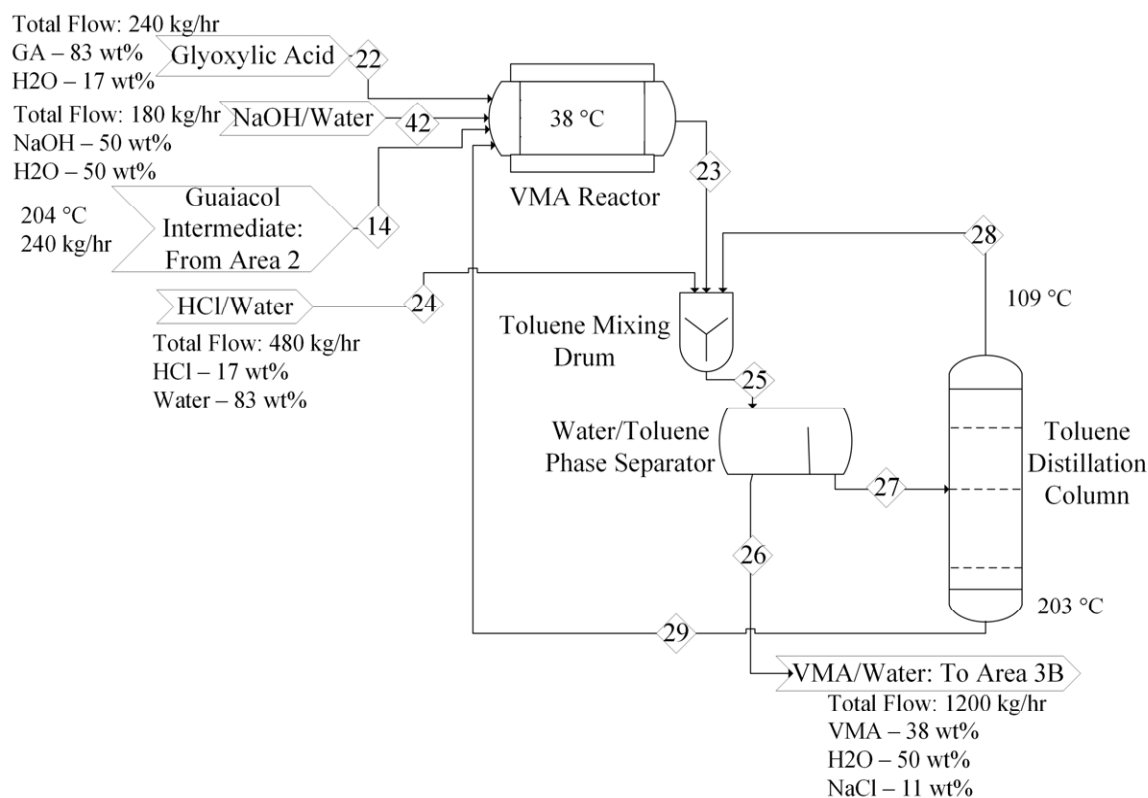 Total Flow: 240 kg/hr
GA – 83 wt%
H2O – 17 wt%
Glyoxylic Acid
22
Total Flow: 180 kg/hr
NaOH – 50 wt%
H2O – 50 wt%
NaOH/Water
42
38 °C
VMA Reactor
23
204 °C
240 kg/hr
Guaiacol
Intermediate:
From Area 2
14
28
HCl/Water
24
Total Flow: 480 kg/hr
HCl – 17 wt%
Water – 83 wt%
Toluene Mixing
Drum
109 °C
25
Water/Toluene
Phase Separator
27
Toluene
Distillation
Column
26
203 °C
29
VMA/Water: To Area 3B
Total Flow: 1200 kg/hr
VMA – 38 wt%
H2O – 50 wt%
NaCl – 11 wt%